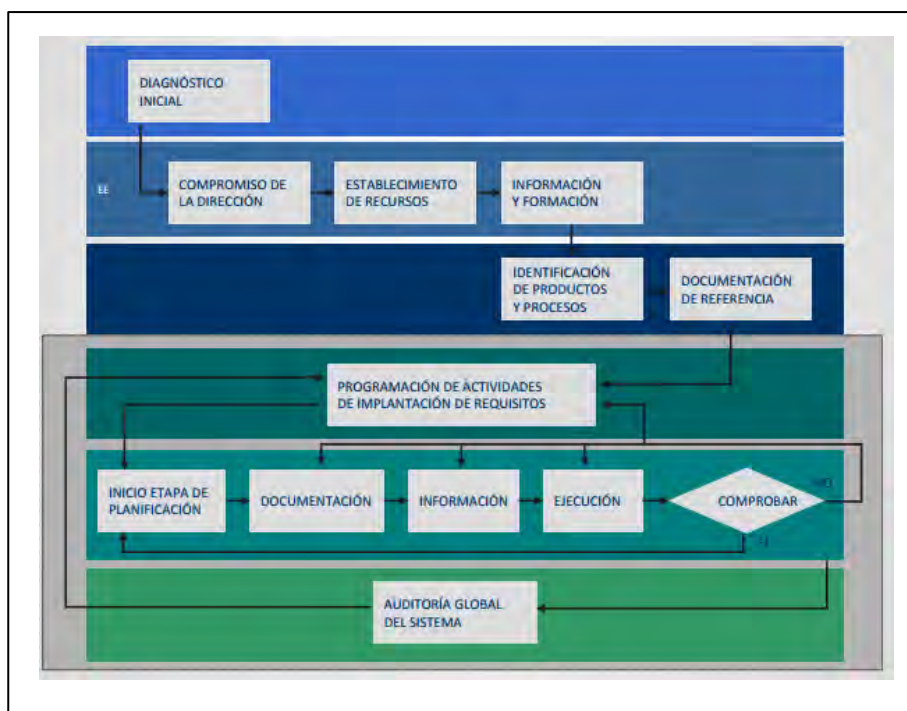 DIAGNÓSTICO
INICIAL
EE
COMPROMISO DE
LA DIRECCIÓN
ESTABLECIMIENTO
DE RECURSOS
INFORMACIÓN
Y FORMACIÓN
IDENTIFICACIÓN
DE PRODUCTOS
Y PROCESOS
DOCUMENTACIÓN
DE REFERENCIA
PROGRAMACIÓN DE ACTIVIDADES
DE IMPLANTACIÓN DE REQUISITOS
INICIO ETAPA DE
PLANIFICACIÓN
DOCUMENTACIÓN
INFORMACIÓN
EJECUCIÓN
COMPROBAR
NO
AUDITORÍA GLOBAL
DEL SISTEMA